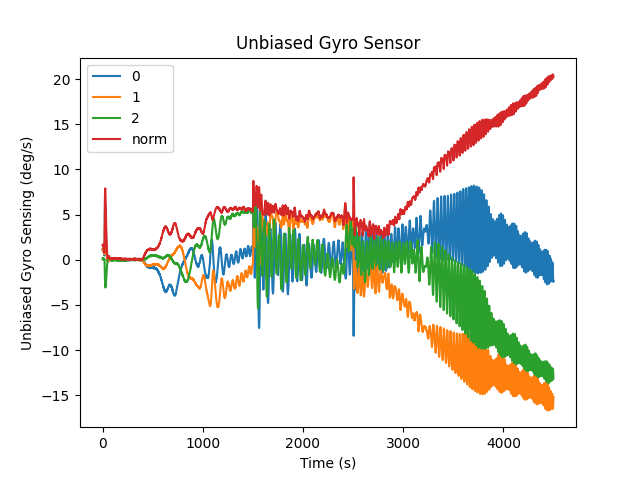 Unbiased Gyro Sensor
0
1
2
norm
Unbiased Gyro Sensing (deg/s)
20
15
10
5
0
−5
−10
−15
0 1000 2000 3000 4000
Time (s)